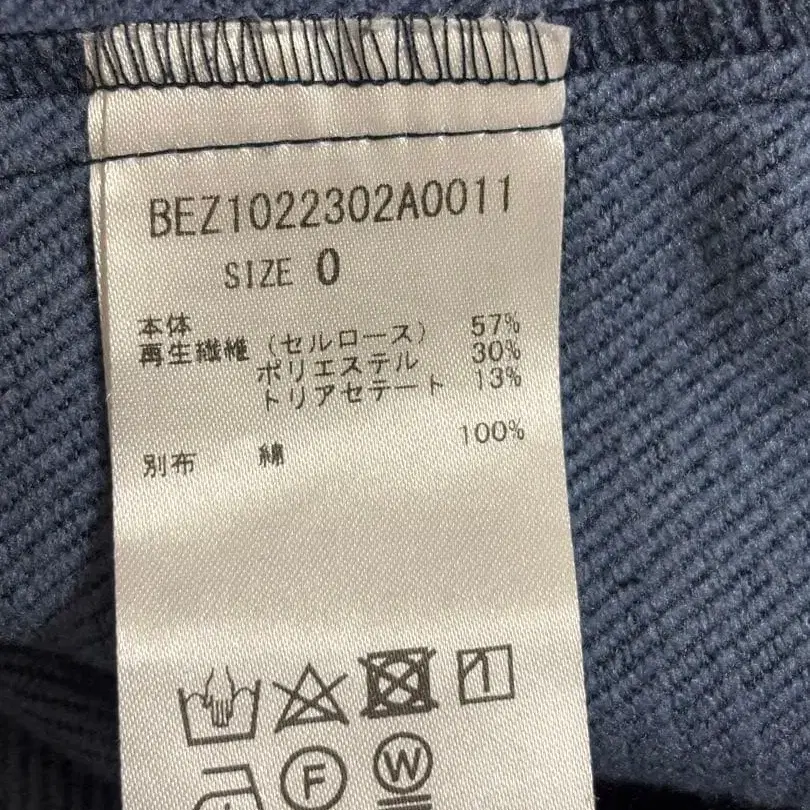 BEZ1022302A0011
SIZE 0
本体
再生繊維 (セルロース) 57%
ポリエステル 30%
トリアセテート 13%
別布 綿 100%
F W